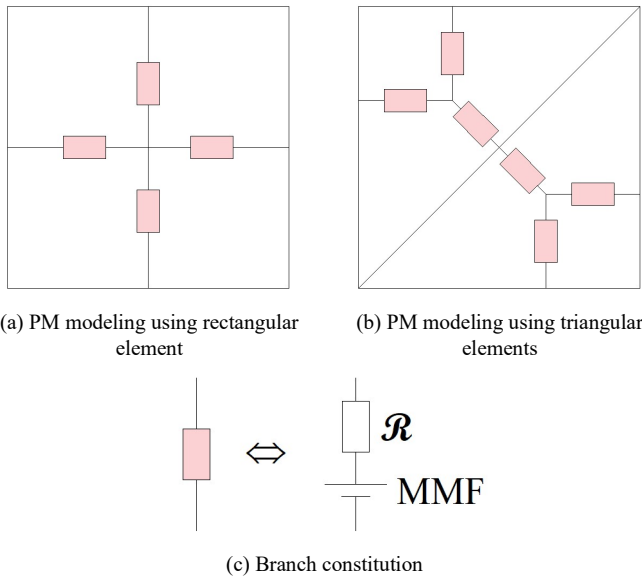 (a) PM modeling using rectangular
element
(b) PM modeling using triangular
elements
ℛ
MMF
(c) Branch constitution